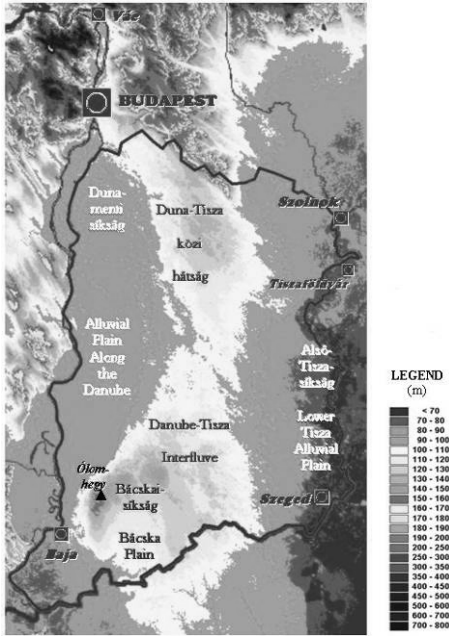 Vác
BUDAPEST
Duna-
menti
síkság
Duna-Tisza
közi
hátság
Szolnok
Tiszaföldvár
Alluvial
Plain
Along
the
Danube
Alsó-
Tisza-
síkság
Danube-Tisza
Interfluve
Lower
Tisza
Alluvial
Plain
Ólom-
hegy
Bácskai-
síkság
Szeged
Bácska
Plain
Baja
LEGEND
(m)
< 70
70 - 80
80 - 90
90 - 100
100 - 110
110 - 120
120 - 130
130 - 140
140 - 150
150 - 160
160 - 170
170 - 180
180 - 190
190 - 200
200 - 250
250 - 300
300 - 350
350 - 400
400 - 450
450 - 500
500 - 600
600 - 700
700 - 800